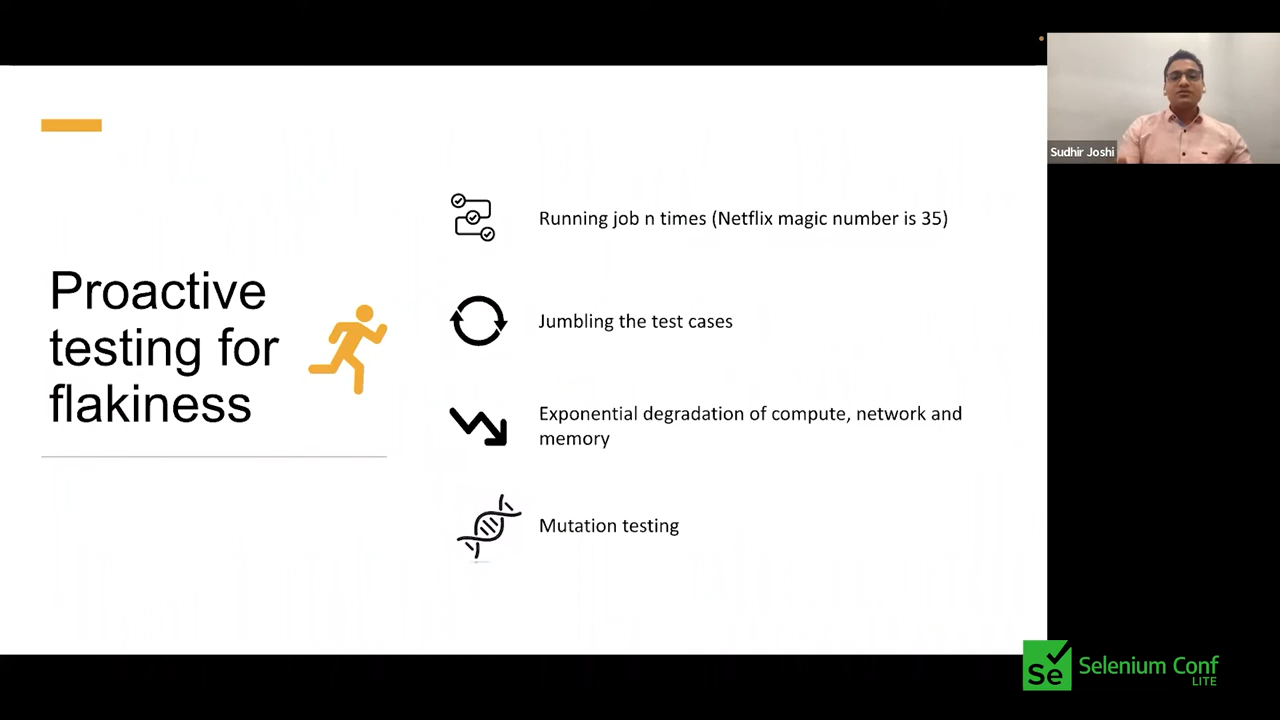 Proactive
testing for
flakiness
Running job n times (Netflix magic number is 35)
Jumbling the test cases
Exponential degradation of compute, network and
memory
Mutation testing
Sudhir Joshi
Se
Selenium Conf
LITE